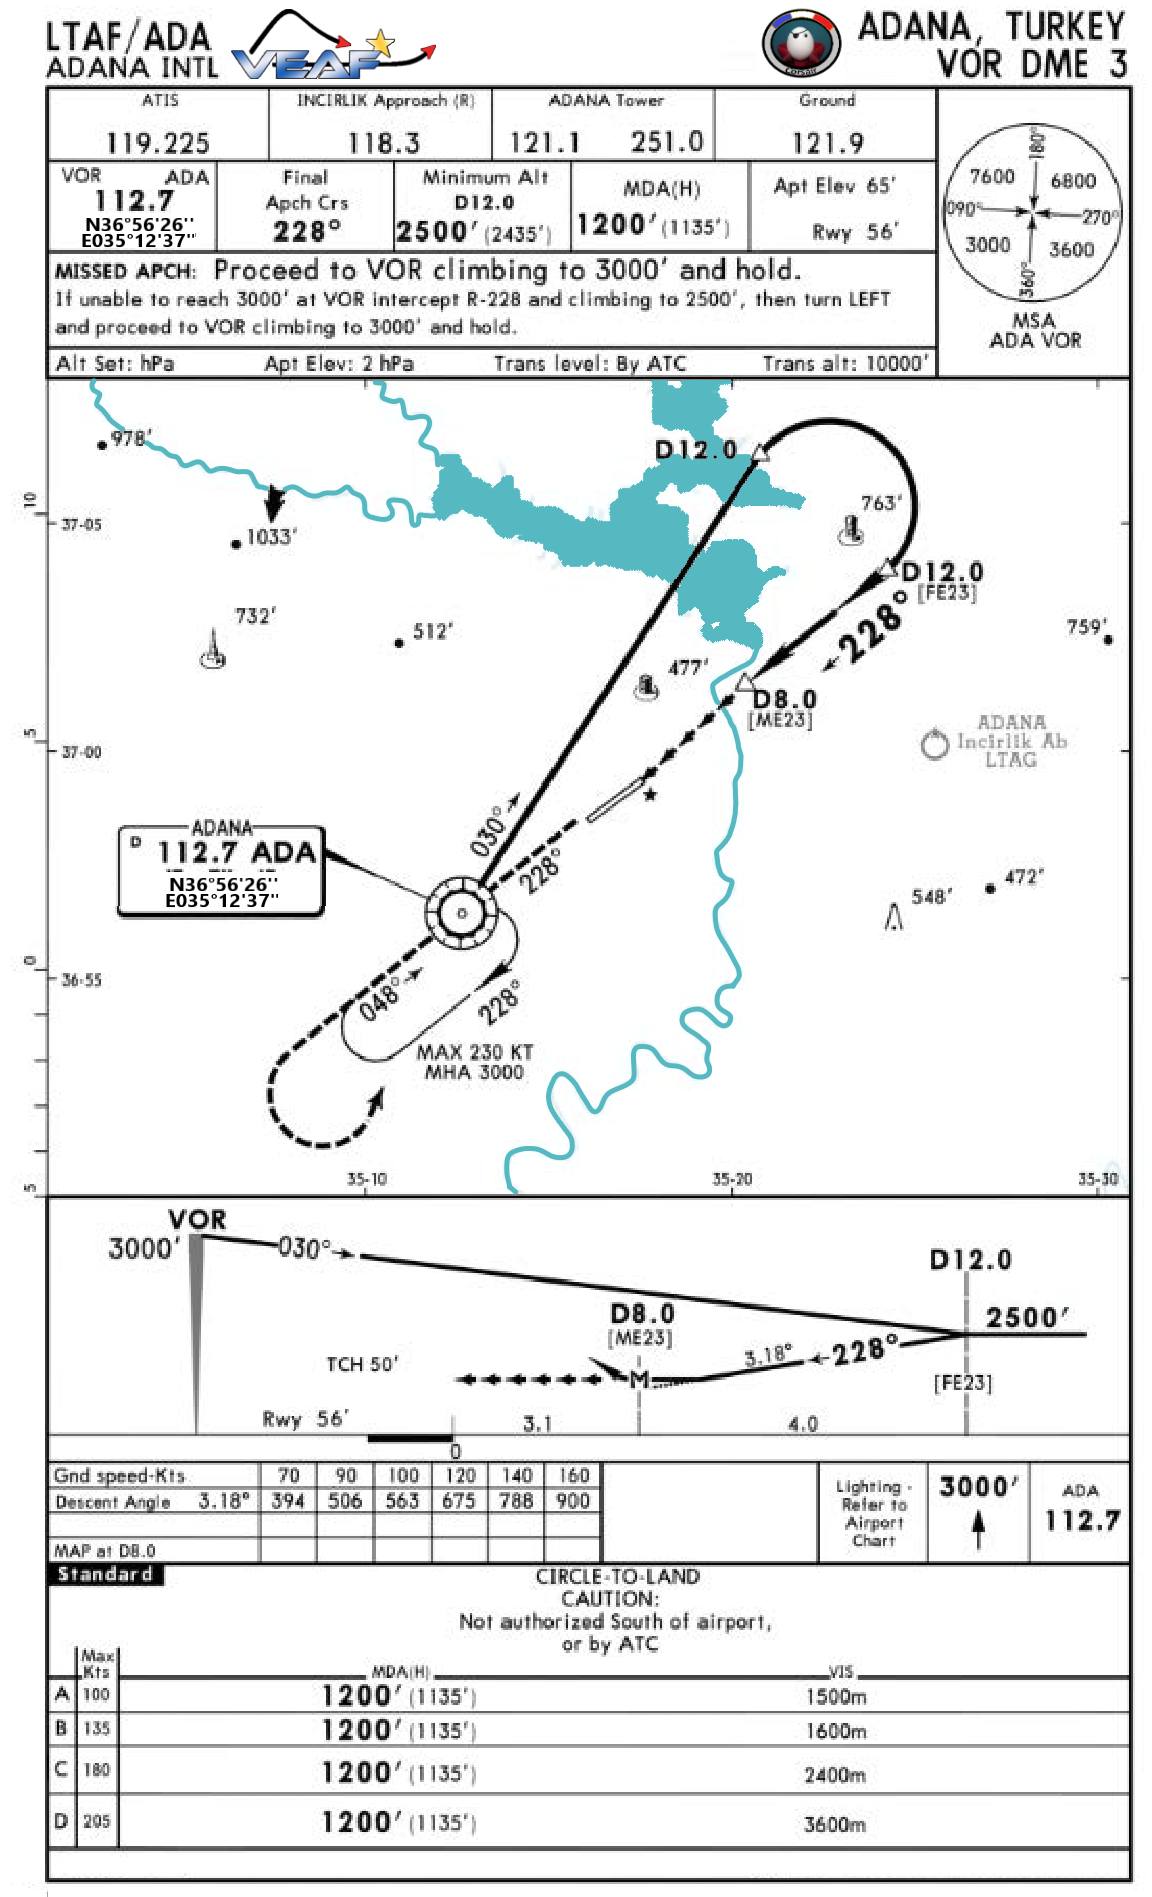 LTAF/ADA
ADANA INTL
VEAF
Corsair
ADANA, TURKEY
VOR DME 3
ATIS
119.225
INCIRLIK Approach (R)
118.3
ADANA Tower
121.1 251.0
Ground
121.9
VOR ADA
112.7
N36°56'26''
E035°12'37''
Final
Apch Crs
228°
Minimum Alt
D12.0
2500' (2435')
MDA(H)
1200' (1135')
Apt Elev 65'
Rwy 56'
7600
6800
3000
3600
180°
090°
270°
360°
MSA
ADA VOR
MISSED APCH: Proceed to VOR climbing to 3000' and hold.
If unable to reach 3000' at VOR intercept R-228 and climbing to 2500', then turn LEFT
and proceed to VOR climbing to 3000' and hold.
Alt Set: hPa Apt Elev: 2 hPa Trans level: By ATC Trans alt: 10000'
978'
D12.0
763'
10
37-05
1033'
D12.0
[FE23]
228°
732'
512'
759'
477'
D8.0
[ME23]
ADANA
Incirlik Ab
LTAG
5
37-00
030°
228°
ADANA
D 112.7 ADA
N36°56'26''
E035°12'37''
472'
548'
0
36-55
048°
228°
MAX 230 KT
MHA 3000
5
35-10
35-20
35-30
VOR
3000'
030°
D12.0
2500'
D8.0
[ME23]
3.18°
228°
TCH 50'
M
[FE23]
Rwy 56'
3.1
4.0
0
Gnd speed-Kts 70 90 100 120 140 160
Descent Angle 3.18° 394 506 563 675 788 900
MAP at D8.0
Lighting -
Refer to
Airport
Chart
3000'
ADA
112.7
Standard
CIRCLE-TO-LAND
CAUTION:
Not authorized South of airport,
or by ATC
Max
Kts
MDA(H)
VIS
A 100 1200' (1135') 1500m
B 135 1200' (1135') 1600m
C 180 1200' (1135') 2400m
D 205 1200' (1135') 3600m